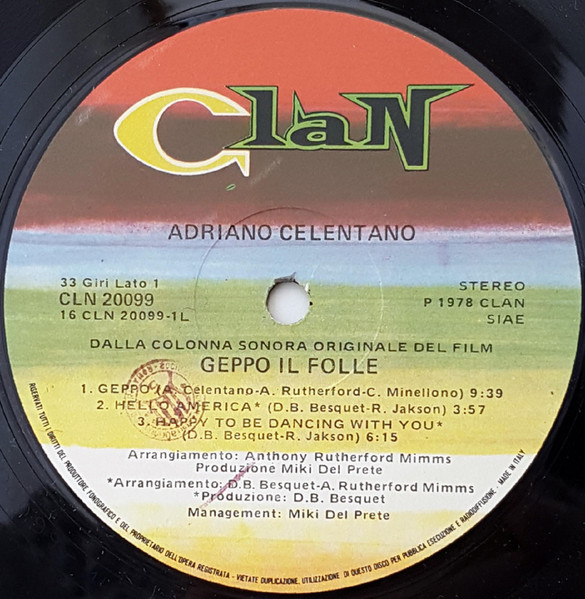 Clan
ADRIANO CELENTANO
33 Giri Lato 1
CLN 20099
16 CLN 20099-1L
STEREO
P 1978 CLAN
SIAE
DALLA COLONNA SONORA ORIGINALE DEL FILM
GEPPO IL FOLLE
1. GEPPO (A. Celentano-A. Rutherford-C. Minellono) 9:39
2. HELLO AMERICA* (D.B. Besquet-R. Jakson) 3:57
3. HAPPY TO BE DANCING WITH YOU*
(D.B. Besquet-R. Jakson) 6:15
Arrangiamento: Anthony Rutherford Mimms
Produzione Miki Del Prete
*Arrangiamento: D.B. Besquet-A. Rutherford Mimms
*Produzione: D.B. Besquet
Management: Miki Del Prete
RISERVATI TUTTI I DIRITTI DEL PRODUTTORE FONOGRAFICO E DEL PROPRIETARIO DELL'OPERA REGISTRATA - VIETATE DUPLICAZIONE, UTILIZZAZIONE DI QUESTO DISCO PER PUBBLICA ESECUZIONE E RADIODIFFUSIONE. MADE IN ITALY